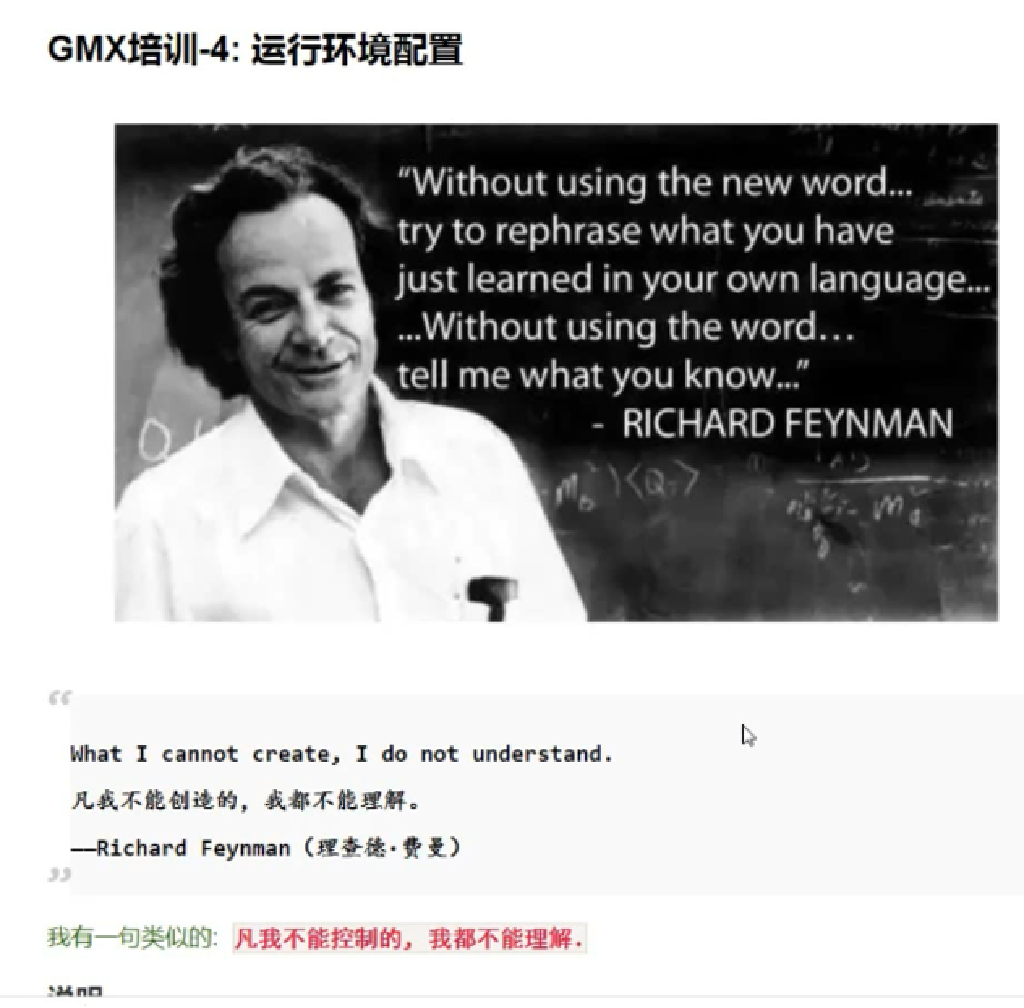 GMX培训-4: 运行环境配置
“Without using the new word...
try to rephrase what you have
just learned in your own language...
...Without using the word...
tell me what you know...”
- RICHARD FEYNMAN
“
What I cannot create, I do not understand.
凡我不能创造的, 我都不能理解。
——Richard Feynman (理查德·费曼)
”
我有一句类似的: 凡我不能控制的, 我都不能理解.